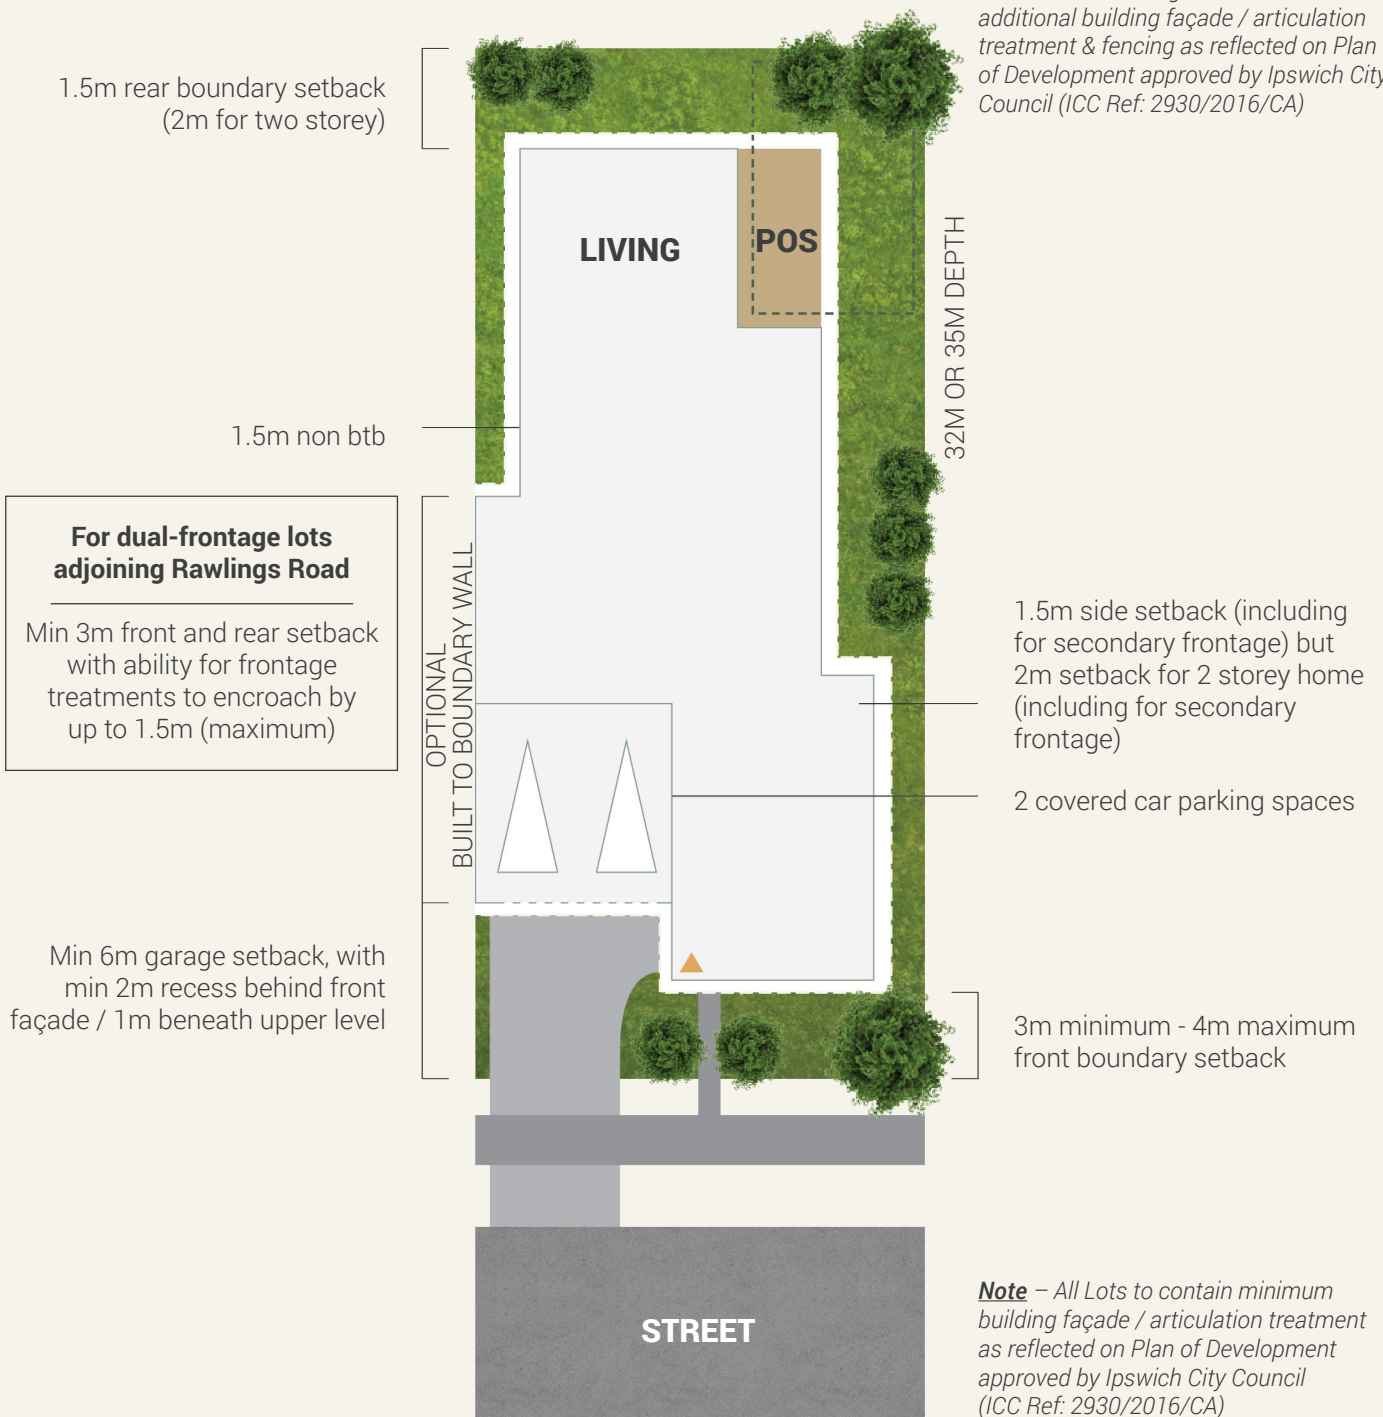 additional building façade / articulation
treatment & fencing as reflected on Plan
of Development approved by Ipswich City
Council (ICC Ref: 2930/2016/CA)
1.5m rear boundary setback
(2m for two storey)
LIVING
POS
32M OR 35M DEPTH
1.5m non btb
For dual-frontage lots
adjoining Rawlings Road
Min 3m front and rear setback
with ability for frontage
treatments to encroach by
up to 1.5m (maximum)
OPTIONAL
BUILT TO BOUNDARY WALL
1.5m side setback (including
for secondary frontage) but
2m setback for 2 storey home
(including for secondary
frontage)
2 covered car parking spaces
Min 6m garage setback, with
min 2m recess behind front
façade / 1m beneath upper level
3m minimum - 4m maximum
front boundary setback
STREET
Note – All Lots to contain minimum
building façade / articulation treatment
as reflected on Plan of Development
approved by Ipswich City Council
(ICC Ref: 2930/2016/CA)